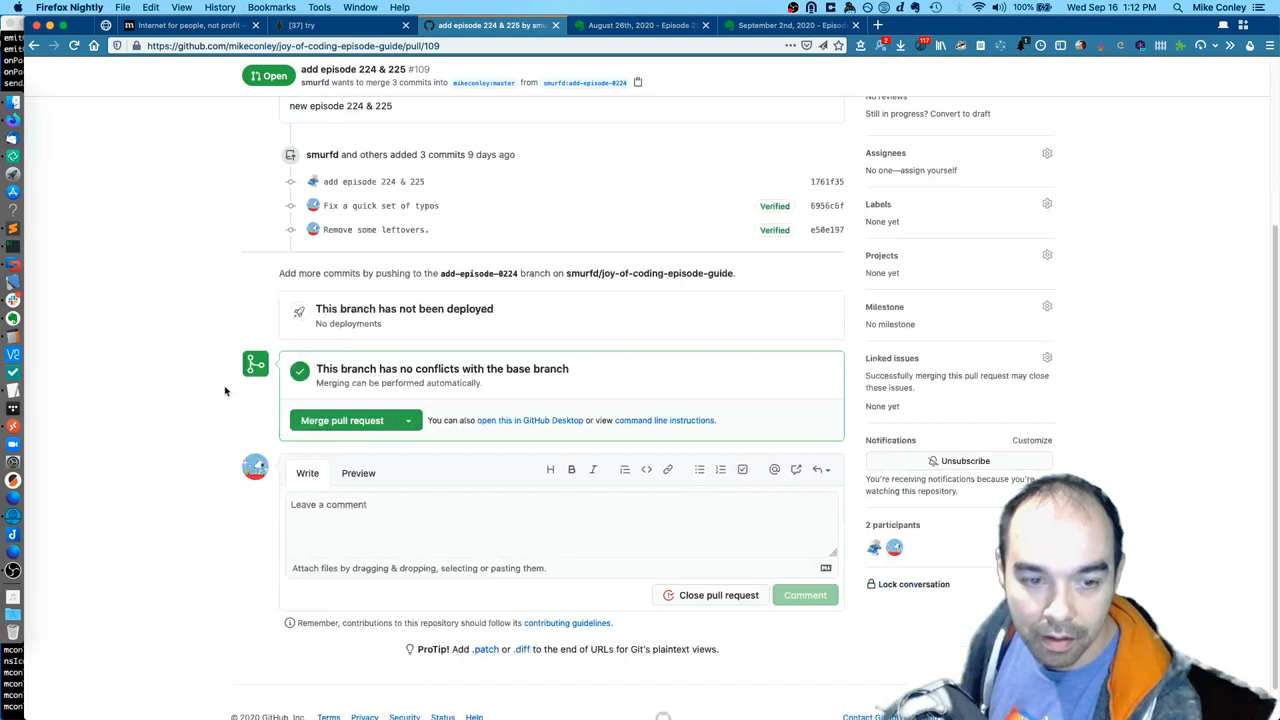 Firefox Nightly File Edit View History Bookmarks Tools Window Help
100% Wed Sep 16 1:12 PM Mike Conley
Internet for people, not profit
[37] try
add episode 224 & 225 by smu
August 26th, 2020 - Episode 2
September 2nd, 2020 - Episod
https://github.com/mikeconley/joy-of-coding-episode-guide/pull/109
2
117
Open
add episode 224 & 225 #109
smurfd wants to merge 3 commits into mikeconley:master from smurfd:add-episode-0224
new episode 224 & 225
smurfd and others added 3 commits 9 days ago
add episode 224 & 225 1761f35
Fix a quick set of typos Verified 6956c6f
Remove some leftovers. Verified e50e197
Add more commits by pushing to the add-episode-0224 branch on smurfd/joy-of-coding-episode-guide.
This branch has not been deployed
No deployments
This branch has no conflicts with the base branch
Merging can be performed automatically.
Merge pull request
You can also open this in GitHub Desktop or view command line instructions.
Write Preview
Leave a comment
Attach files by dragging & dropping, selecting or pasting them.
Close pull request Comment
Remember, contributions to this repository should follow its contributing guidelines.
ProTip! Add .patch or .diff to the end of URLs for Git's plaintext views.
© 2020 GitHub, Inc. Terms Privacy Security Status Help
Contact
No reviews
Still in progress? Convert to draft
Assignees
No one—assign yourself
Labels
None yet
Projects
None yet
Milestone
No milestone
Linked issues
Successfully merging this pull request may close
these issues.
None yet
Notifications Customize
Unsubscribe
You're receiving notifications because you're
watching this repository.
2 participants
Lock conversation